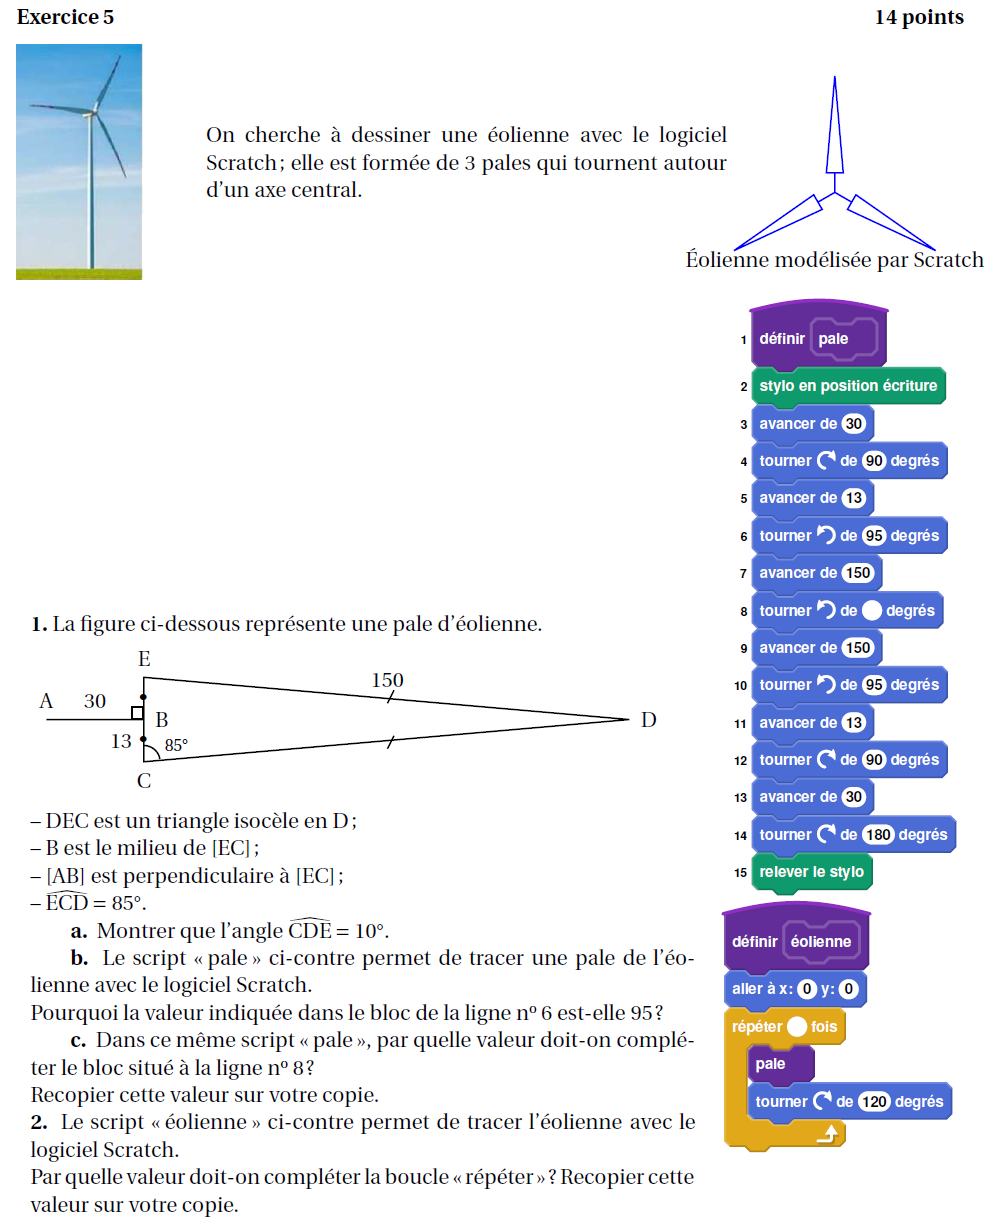 Exercice 5
14 points
On cherche à dessiner une éolienne avec le logiciel
Scratch ; elle est formée de 3 pales qui tournent autour
d'un axe central.
Éolienne modélisée par Scratch
1 définir pale
2 stylo en position écriture
3 avancer de 30
4 tourner de 90 degrés
5 avancer de 13
6 tourner de 95 degrés
7 avancer de 150
8 tourner de degrés
9 avancer de 150
10 tourner de 95 degrés
11 avancer de 13
12 tourner de 90 degrés
13 avancer de 30
14 tourner de 180 degrés
15 relever le stylo
définir éolienne
aller à x: 0 y: 0
répéter fois
pale
tourner de 120 degrés
1. La figure ci-dessous représente une pale d'éolienne.
E
150
A 30
B
D
13 85°
C
– DEC est un triangle isocèle en D ;
– B est le milieu de [EC] ;
– [AB] est perpendiculaire à [EC] ;
– ECD = 85°.
a. Montrer que l'angle CDE = 10°.
b. Le script « pale » ci-contre permet de tracer une pale de l'éo-
lienne avec le logiciel Scratch.
Pourquoi la valeur indiquée dans le bloc de la ligne nº 6 est-elle 95 ?
c. Dans ce même script « pale », par quelle valeur doit-on complé-
ter le bloc situé à la ligne nº 8 ?
Recopier cette valeur sur votre copie.
2. Le script « éolienne » ci-contre permet de tracer l'éolienne avec le
logiciel Scratch.
Par quelle valeur doit-on compléter la boucle « répéter » ? Recopier cette
valeur sur votre copie.